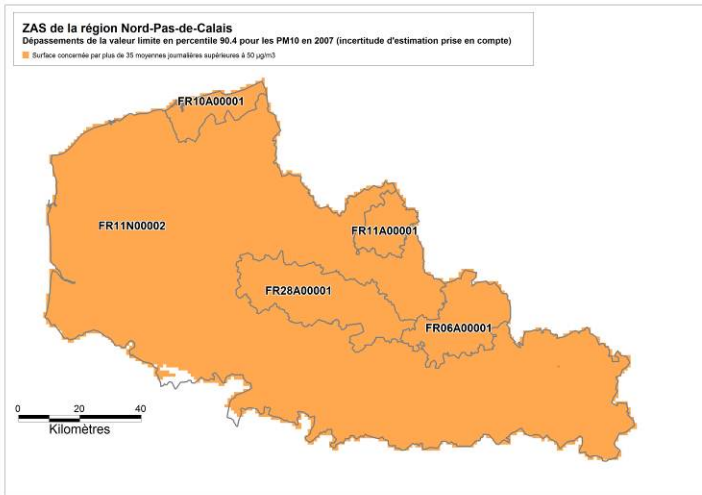 ZAS de la région Nord-Pas-de-Calais
Dépassements de la valeur limite en percentile 90.4 pour les PM10 en 2007 (incertitude d'estimation prise en compte)
Surface concernée par plus de 35 moyennes journalières supérieures à 50 µg/m3
FR10A00001
FR11N00002
FR11A00001
FR28A00001
FR06A00001
0 20 40
Kilomètres